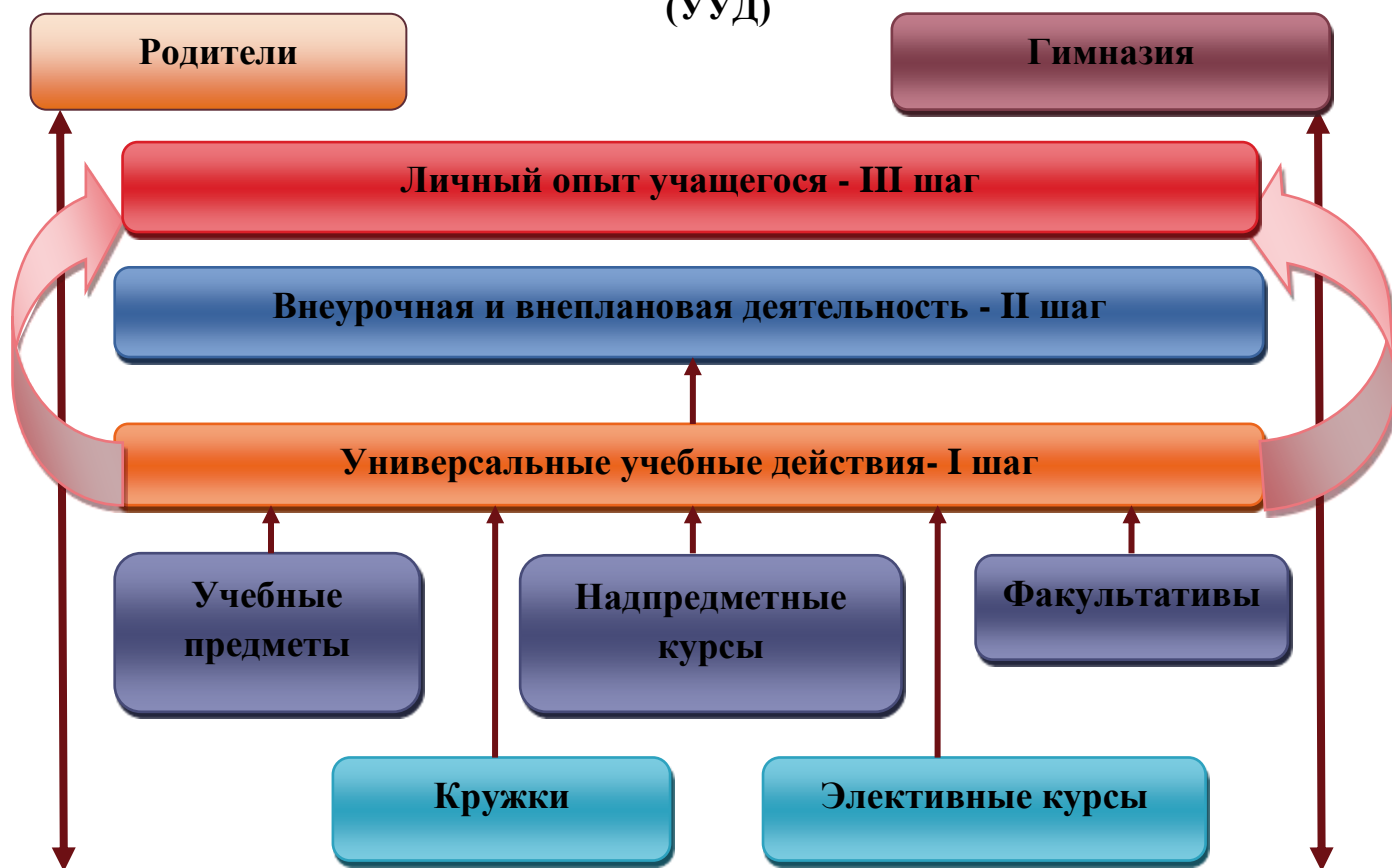 (УУД)
Родители
Гимназия
Личный опыт учащегося - III шаг
Внеурочная и внеплановая деятельность - II шаг
Универсальные учебные действия- I шаг
Учебные
предметы
Надпредметные
курсы
Факультативы
Кружки
Элективные курсы